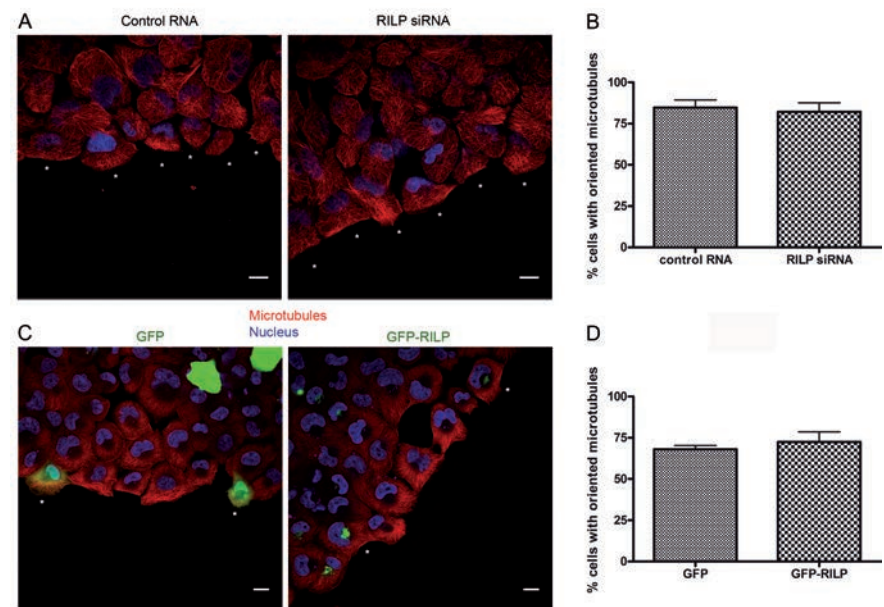 A
Control RNA
RILP siRNA
*
*
*
*
*
*
*
*
*
*
*
*
B
% cells with oriented microtubules
100
75
50
25
0
control RNA
RILP siRNA
C
Microtubules
Nucleus
GFP
GFP-RILP
*
*
*
*
D
% cells with oriented microtubules
100
75
50
25
0
GFP
GFP-RILP